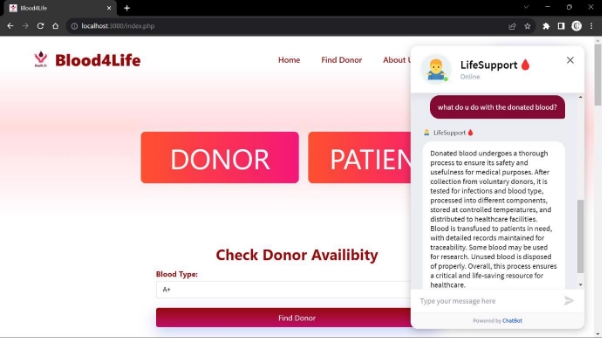 Blood4Life
localhost:3000/index.php
Blood4Life
Home
Find Donor
About U
DONOR
PATIEN
Check Donor Availibity
Blood Type:
A+
Find Donor
LifeSupport
Online
what do u do with the donated blood?
LifeSupport
Donated blood undergoes a thorough
process to ensure its safety and
usefulness for medical purposes. After
collection from voluntary donors, it is
tested for infections and blood type,
processed into different components,
stored at controlled temperatures, and
distributed to healthcare facilities.
Blood is transfused to patients in need,
with detailed records maintained for
traceability. Some blood may be used
for research. Unused blood is disposed
of properly. Overall, this process ensures
a critical and life-saving resource for
healthcare.
Type your message here
Powered by ChatBot